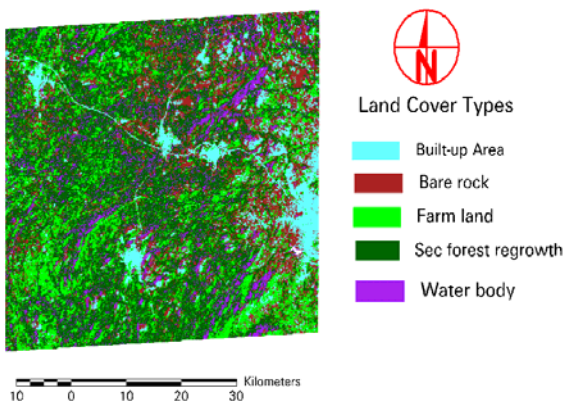 N
Land Cover Types
Built-up Area
Bare rock
Farm land
Sec forest regrowth
Water body
10 0 10 20 30 Kilometers